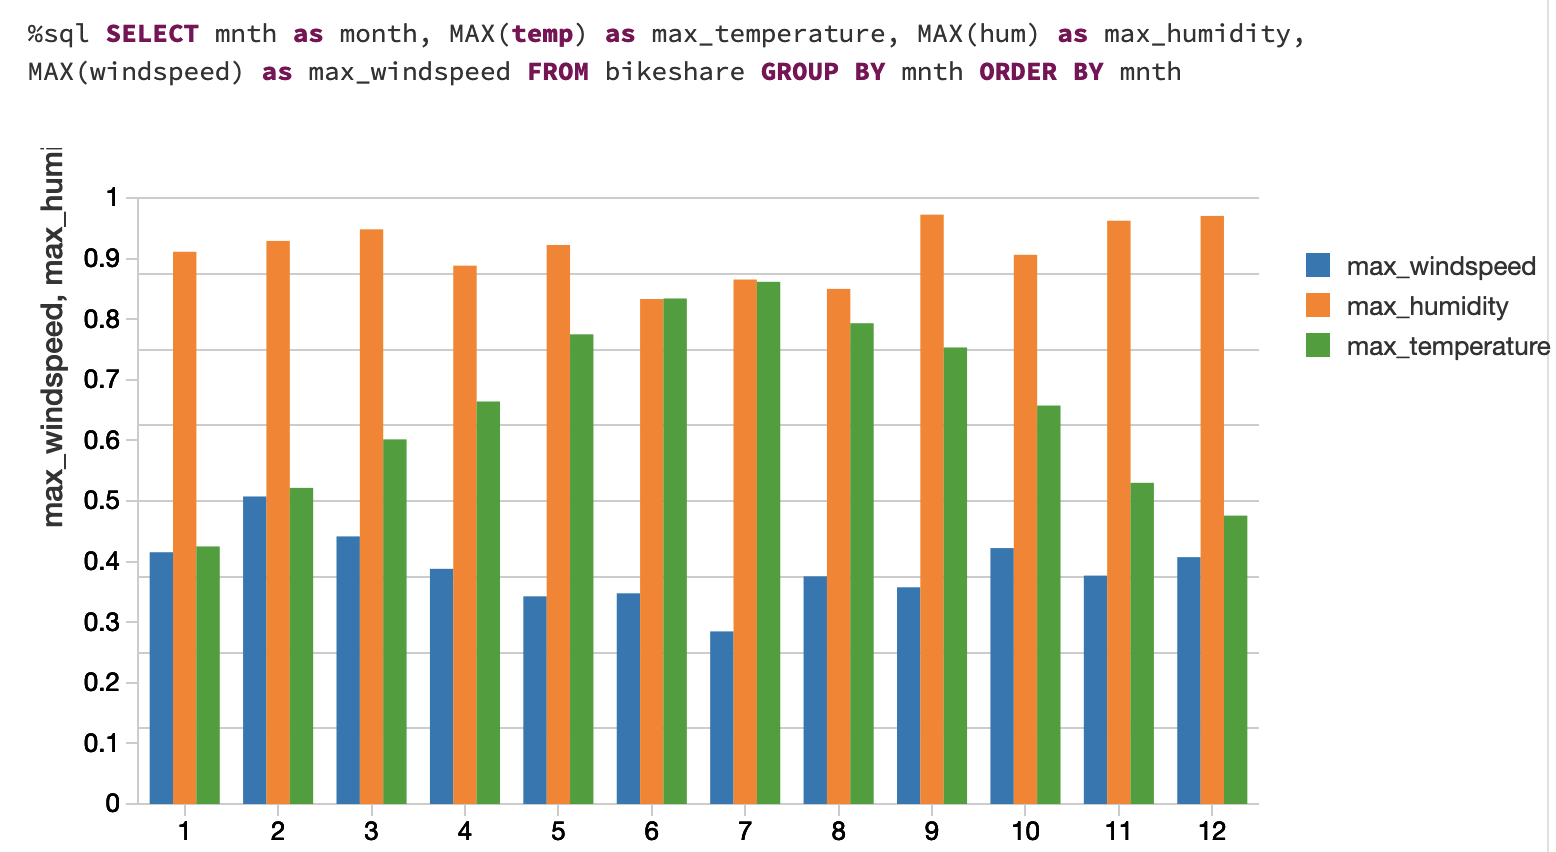 %sql SELECT mnth as month, MAX(temp) as max_temperature, MAX(hum) as max_humidity,
MAX(windspeed) as max_windspeed FROM bikeshare GROUP BY mnth ORDER BY mnth
max_windspeed, max_humi
1
0.9
0.8
0.7
0.6
0.5
0.4
0.3
0.2
0.1
0
1 2 3 4 5 6 7 8 9 10 11 12
max_windspeed
max_humidity
max_temperature